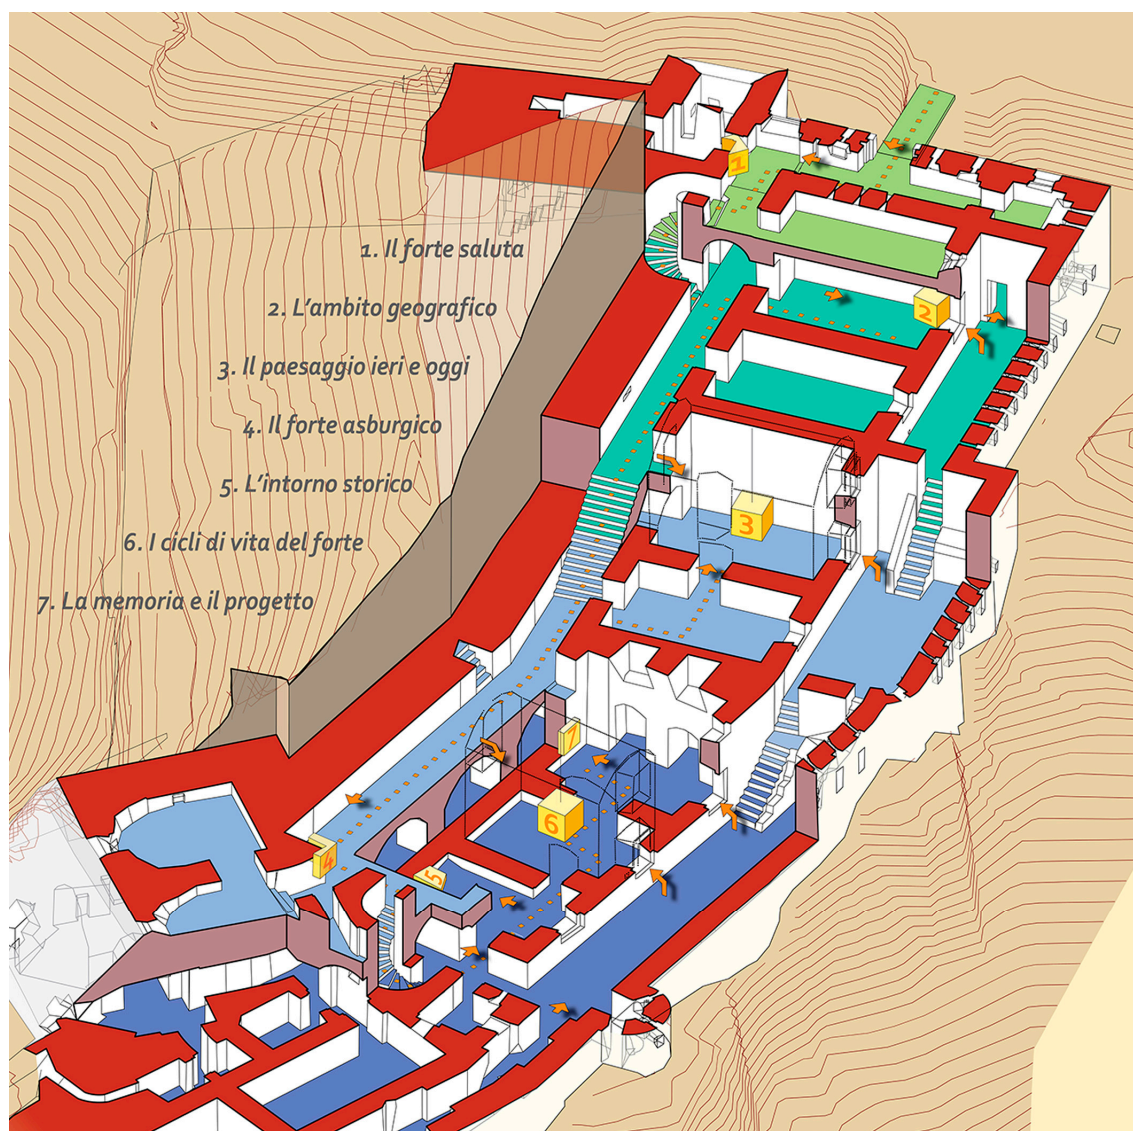 1. Il forte saluta
2. L'ambito geografico
3. Il paesaggio ieri e oggi
4. Il forte asburgico
5. L'intorno storico
6. I cicli di vita del forte
7. La memoria e il progetto
1
2
3
7
6
4
5